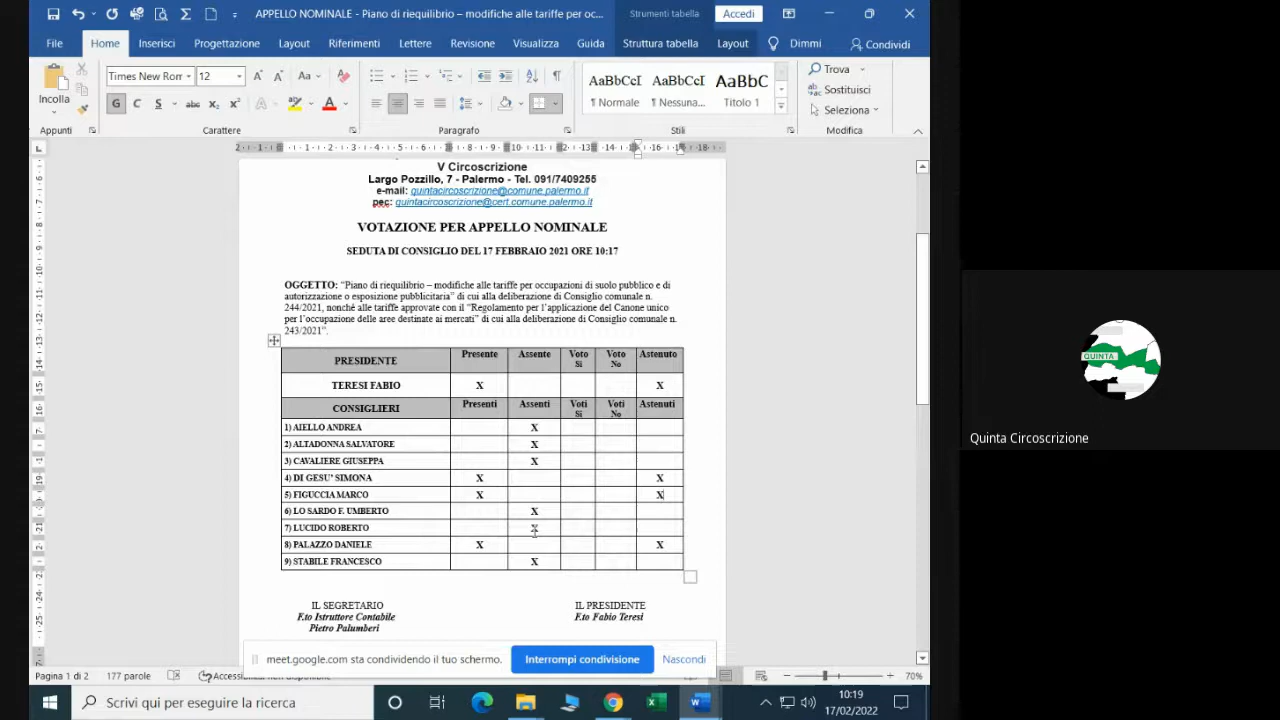 APPELLO NOMINALE - Piano di riequilibrio – modifiche alle tariffe per oc...
Strumenti tabella
Accedi
File Home Inserisci Progettazione Layout Riferimenti Lettere Revisione Visualizza Guida Struttura tabella Layout Dimmi Condividi
Incolla
Times New Rom 12
Aa
G C S abc x₂ x² A A
AaBbCcI AaBbCcI AaBbC
¶ Normale ¶ Nessuna... Titolo 1
Trova
Sostituisci
Seleziona
Appunti Carattere Paragrafo Stili Modifica
V Circoscrizione
Largo Pozzillo, 7 - Palermo - Tel. 091/7409255
e-mail: quintacircoscrizione@comune.palermo.it
pec: quintacircoscrizione@cert.comune.palermo.it
VOTAZIONE PER APPELLO NOMINALE
SEDUTA DI CONSIGLIO DEL 17 FEBBRAIO 2021 ORE 10:17
OGGETTO: “Piano di riequilibrio – modifiche alle tariffe per occupazioni di suolo pubblico e di
autorizzazione o esposizione pubblicitaria” di cui alla deliberazione di Consiglio comunale n.
244/2021, nonché alle tariffe approvate con il “Regolamento per l’applicazione del Canone unico
per l’occupazione delle aree destinate ai mercati” di cui alla deliberazione di Consiglio comunale n.
243/2021”.
PRESIDENTE Presente Assente Voto Si Voto No Astenuto
TERESI FABIO X X
CONSIGLIERI Presenti Assenti Voti Si Voti No Astenuti
1) AIELLO ANDREA X
2) ALTADONNA SALVATORE X
3) CAVALIERE GIUSEPPA X
4) DI GESU’ SIMONA X X
5) FIGUCCIA MARCO X X
6) LO SARDO F. UMBERTO X
7) LUCIDO ROBERTO X
8) PALAZZO DANIELE X X
9) STABILE FRANCESCO X
IL SEGRETARIO IL PRESIDENTE
F.to Istruttore Contabile F.to Fabio Teresi
Pietro Palumberi
meet.google.com sta condividendo il tuo schermo. Interrompi condivisione Nascondi
Pagina 1 di 2 177 parole 70%
Scrivi qui per eseguire la ricerca
10:19
17/02/2022
QUINTA
Quinta Circoscrizione